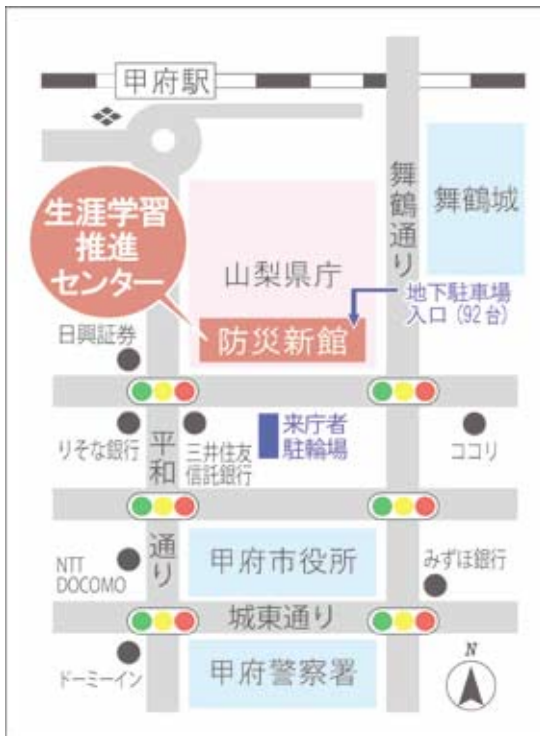 甲府駅
舞鶴通り
舞鶴城
生涯学習
推進
センター
山梨県庁
地下駐車場
入口（92台）
防災新館
日興証券
りそな銀行
平和通り
三井住友
信託銀行
来庁者
駐輪場
ココリ
NTT
DOCOMO
甲府市役所
みずほ銀行
城東通り
ドーミーイン
甲府警察署
N